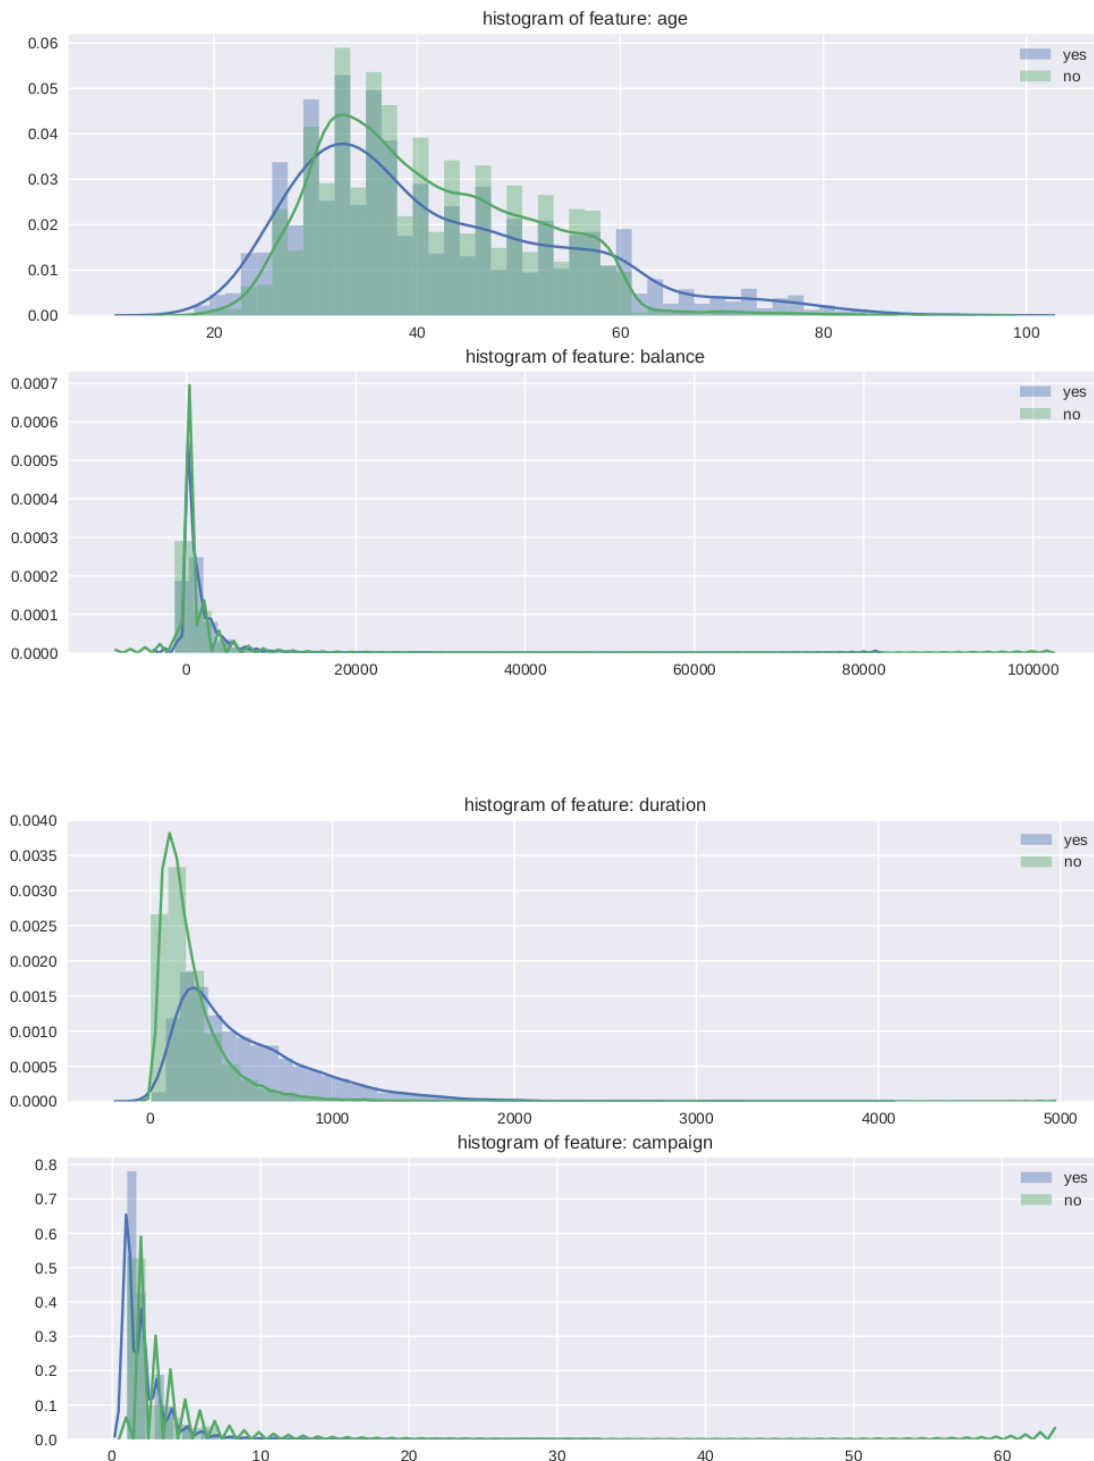 histogram of feature: age
0.06
0.05
0.04
0.03
0.02
0.01
0.00
yes
no
20 40 60 80 100
histogram of feature: balance
0.0007
0.0006
0.0005
0.0004
0.0003
0.0002
0.0001
0.0000
yes
no
0 20000 40000 60000 80000 100000
histogram of feature: duration
0.0040
0.0035
0.0030
0.0025
0.0020
0.0015
0.0010
0.0005
0.0000
yes
no
0 1000 2000 3000 4000 5000
histogram of feature: campaign
0.8
0.7
0.6
0.5
0.4
0.3
0.2
0.1
0.0
yes
no
0 10 20 30 40 50 60